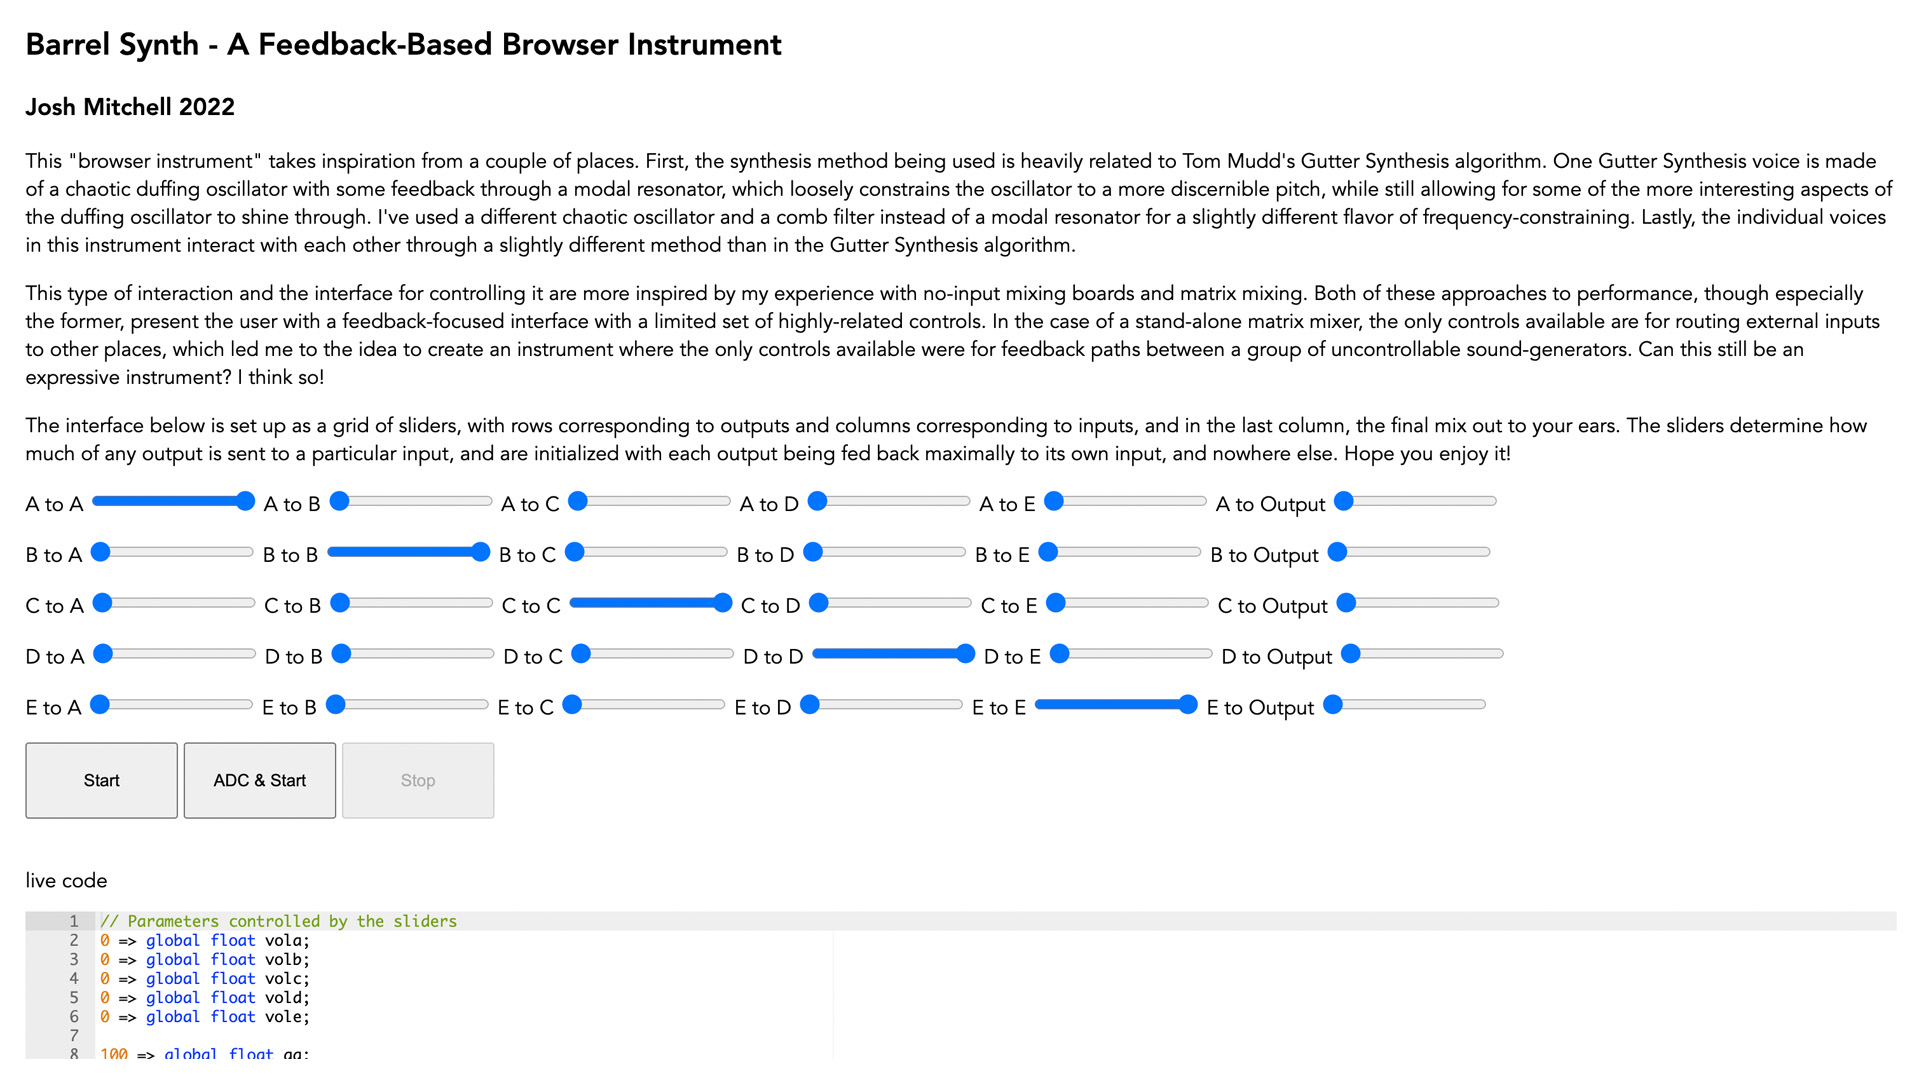 Barrel Synth - A Feedback-Based Browser Instrument
Josh Mitchell 2022
This "browser instrument" takes inspiration from a couple of places. First, the synthesis method being used is heavily related to Tom Mudd's Gutter Synthesis algorithm. One Gutter Synthesis voice is made
of a chaotic duffing oscillator with some feedback through a modal resonator, which loosely constrains the oscillator to a more discernible pitch, while still allowing for some of the more interesting aspects of
the duffing oscillator to shine through. I've used a different chaotic oscillator and a comb filter instead of a modal resonator for a slightly different flavor of frequency-constraining. Lastly, the individual voices
in this instrument interact with each other through a slightly different method than in the Gutter Synthesis algorithm.
This type of interaction and the interface for controlling it are more inspired by my experience with no-input mixing boards and matrix mixing. Both of these approaches to performance, though especially
the former, present the user with a feedback-focused interface with a limited set of highly-related controls. In the case of a stand-alone matrix mixer, the only controls available are for routing external inputs
to other places, which led me to the idea to create an instrument where the only controls available were for feedback paths between a group of uncontrollable sound-generators. Can this still be an
expressive instrument? I think so!
The interface below is set up as a grid of sliders, with rows corresponding to outputs and columns corresponding to inputs, and in the last column, the final mix out to your ears. The sliders determine how
much of any output is sent to a particular input, and are initialized with each output being fed back maximally to its own input, and nowhere else. Hope you enjoy it!
A to A A to B A to C A to D A to E A to Output
B to A B to B B to C B to D B to E B to Output
C to A C to B C to C C to D C to E C to Output
D to A D to B D to C D to D D to E D to Output
E to A E to B E to C E to D E to E E to Output
Start ADC & Start Stop
live code
1 // Parameters controlled by the sliders
2 0 => global float vola;
3 0 => global float volb;
4 0 => global float volc;
5 0 => global float vold;
6 0 => global float vole;
7
8 100 => global float aa;